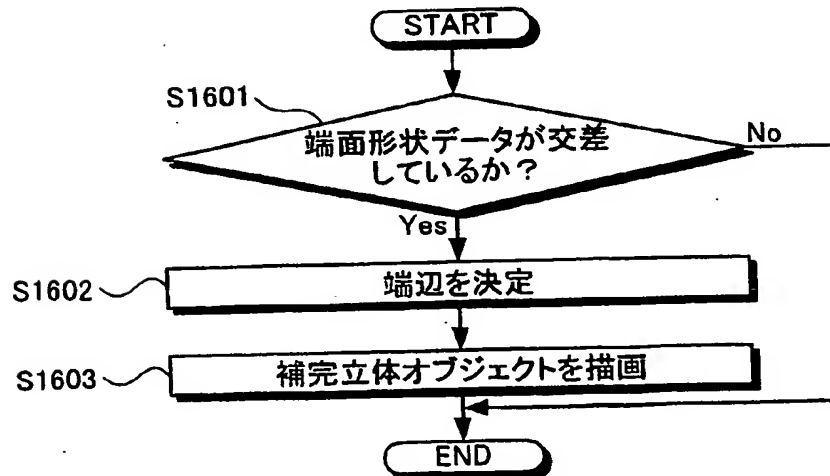 START
S1601
端面形状データが交差
しているか？
No
Yes
S1602
端辺を決定
S1603
補完立体オブジェクトを描画
END